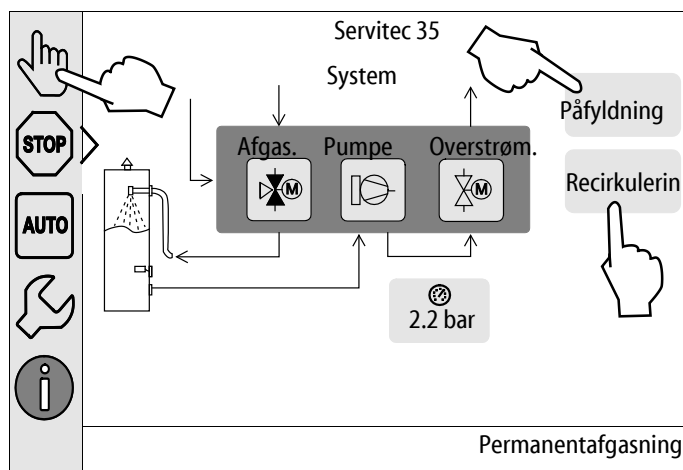 Servitec 35
System
STOP
AUTO
Afgas. Pumpe Overstrøm.
M
M
Påfyldning
Recirkulerin
2.2 bar
Permanentafgasning